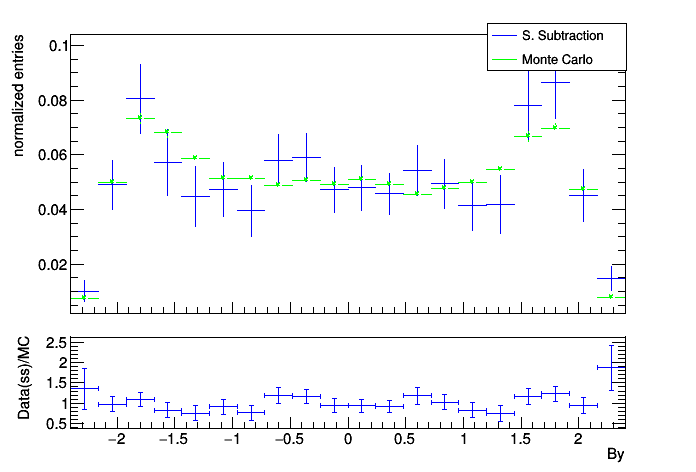 S. Subtraction
Monte Carlo
normalized entries
0.1
0.08
0.06
0.04
0.02
Data(ss)/MC
2.5
2
1.5
1
0.5
−2 −1.5 −1 −0.5 0 0.5 1 1.5 2
By